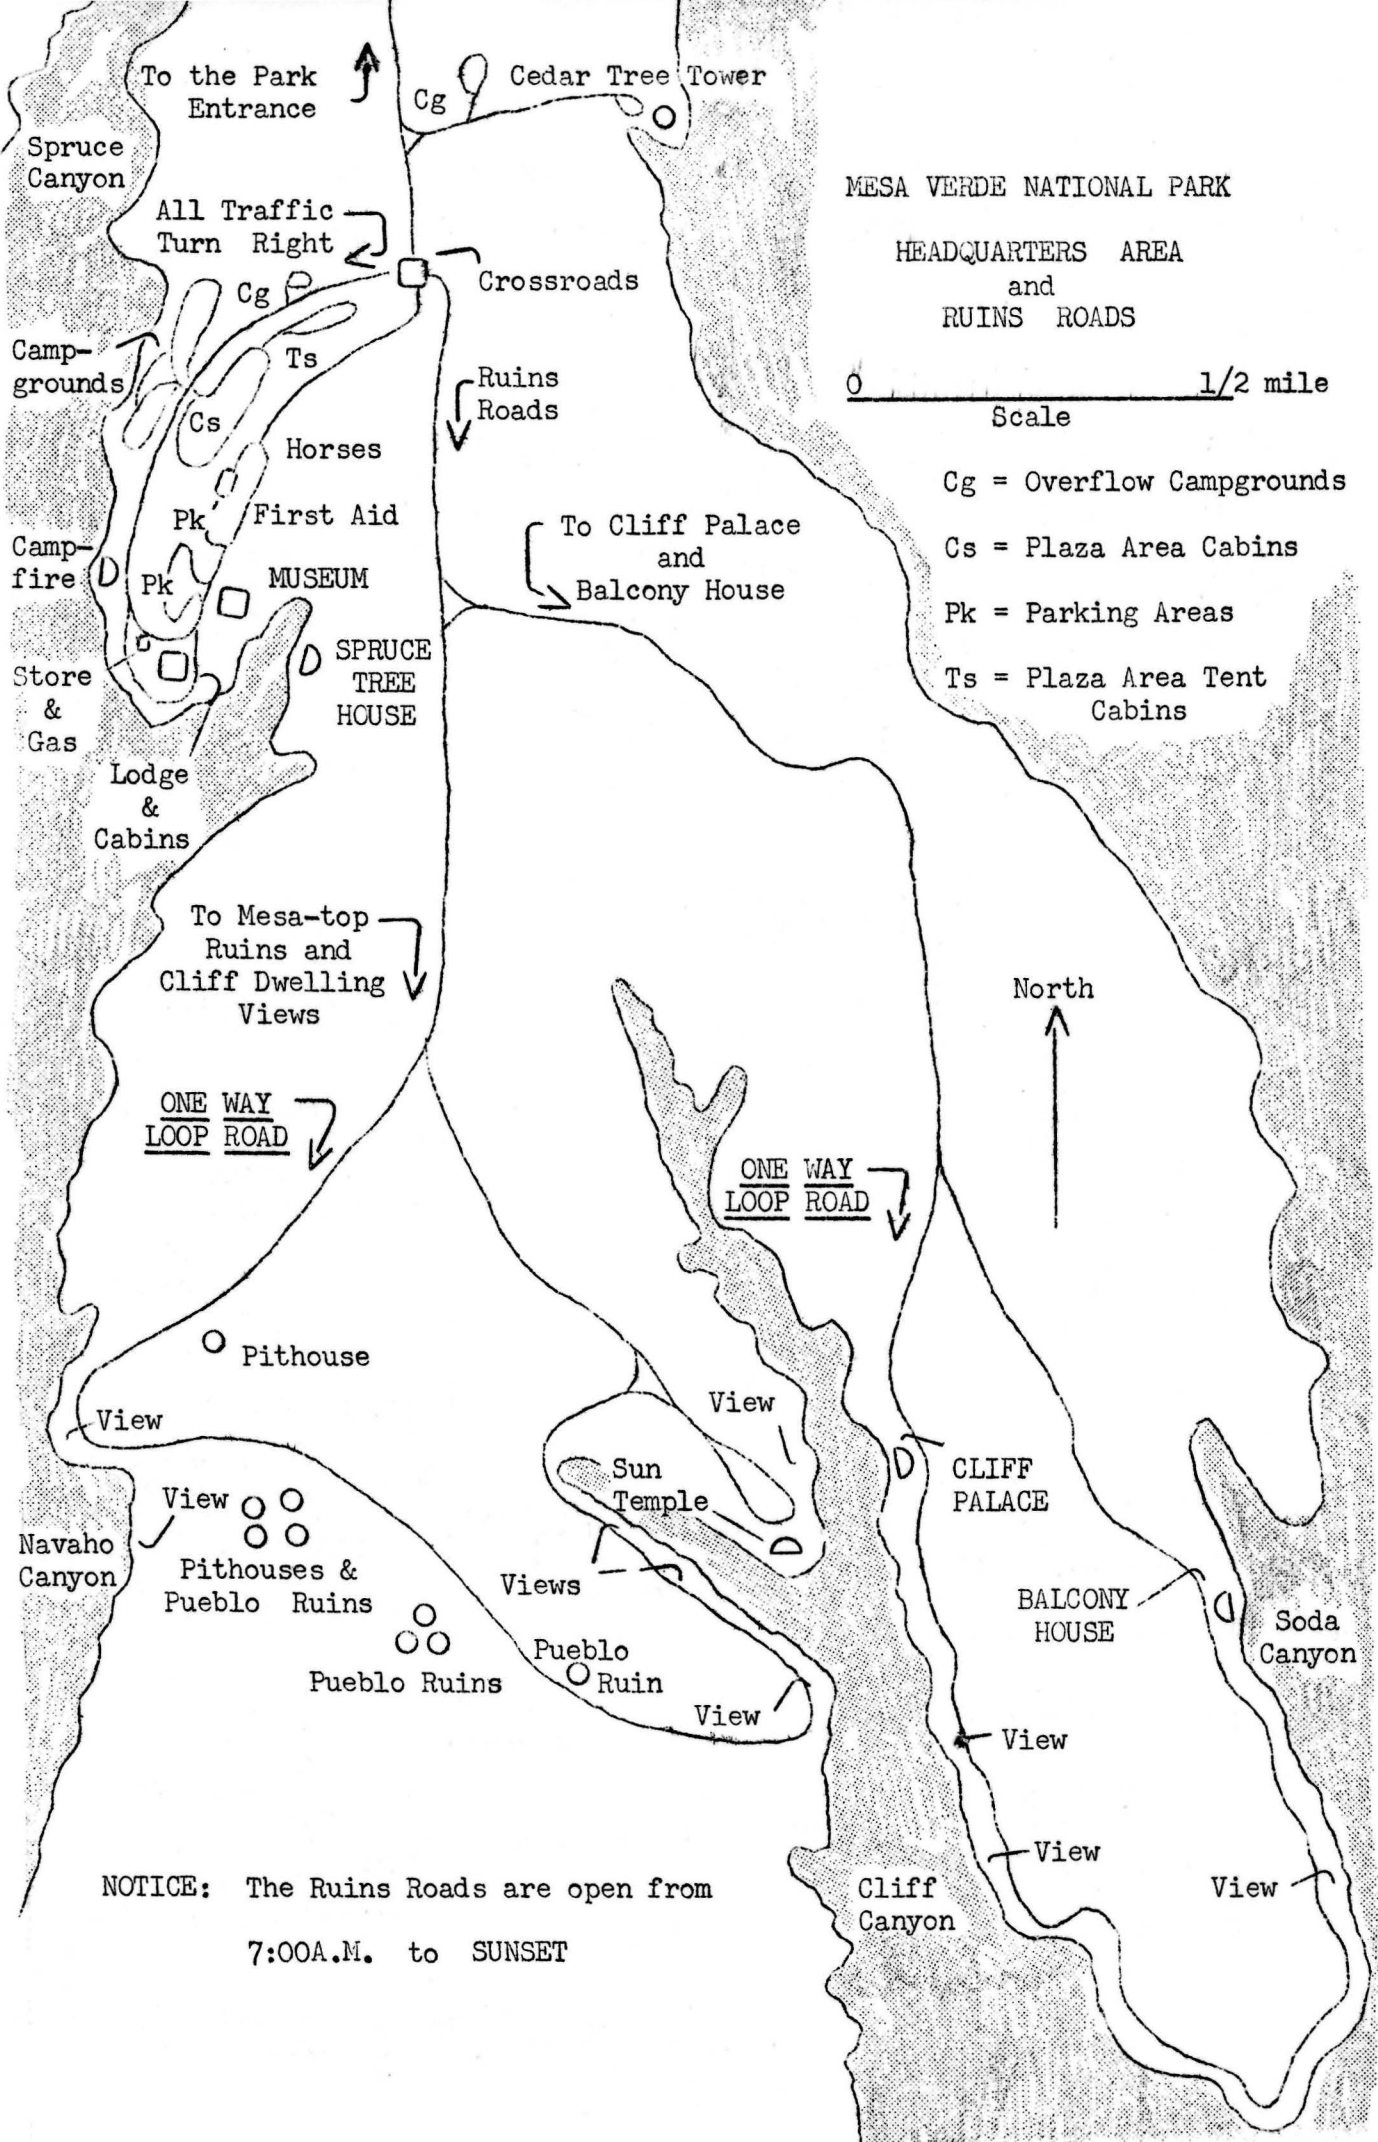 To the Park
Entrance
Cg
Cedar Tree Tower
Spruce
Canyon
All Traffic
Turn Right
Crossroads
Cg
Camp-
grounds
Ts
Cs
Ruins
Roads
Horses
Pk
First Aid
Camp-
fire
Pk
MUSEUM
To Cliff Palace
and
Balcony House
SPRUCE
TREE
HOUSE
Store
&
Gas
Lodge
&
Cabins
MESA VERDE NATIONAL PARK
HEADQUARTERS AREA
and
RUINS ROADS
0
1/2 mile
Scale
Cg = Overflow Campgrounds
Cs = Plaza Area Cabins
Pk = Parking Areas
Ts = Plaza Area Tent
Cabins
To Mesa-top
Ruins and
Cliff Dwelling
Views
North
ONE WAY
LOOP ROAD
ONE WAY
LOOP ROAD
Pithouse
View
View
Sun
Temple
CLIFF
PALACE
View
Navaho
Canyon
Pithouses &
Pueblo Ruins
Views
BALCONY
HOUSE
Soda
Canyon
Pueblo Ruins
Pueblo
Ruin
View
View
View
View
Cliff
Canyon
NOTICE: The Ruins Roads are open from
7:00A.M. to SUNSET